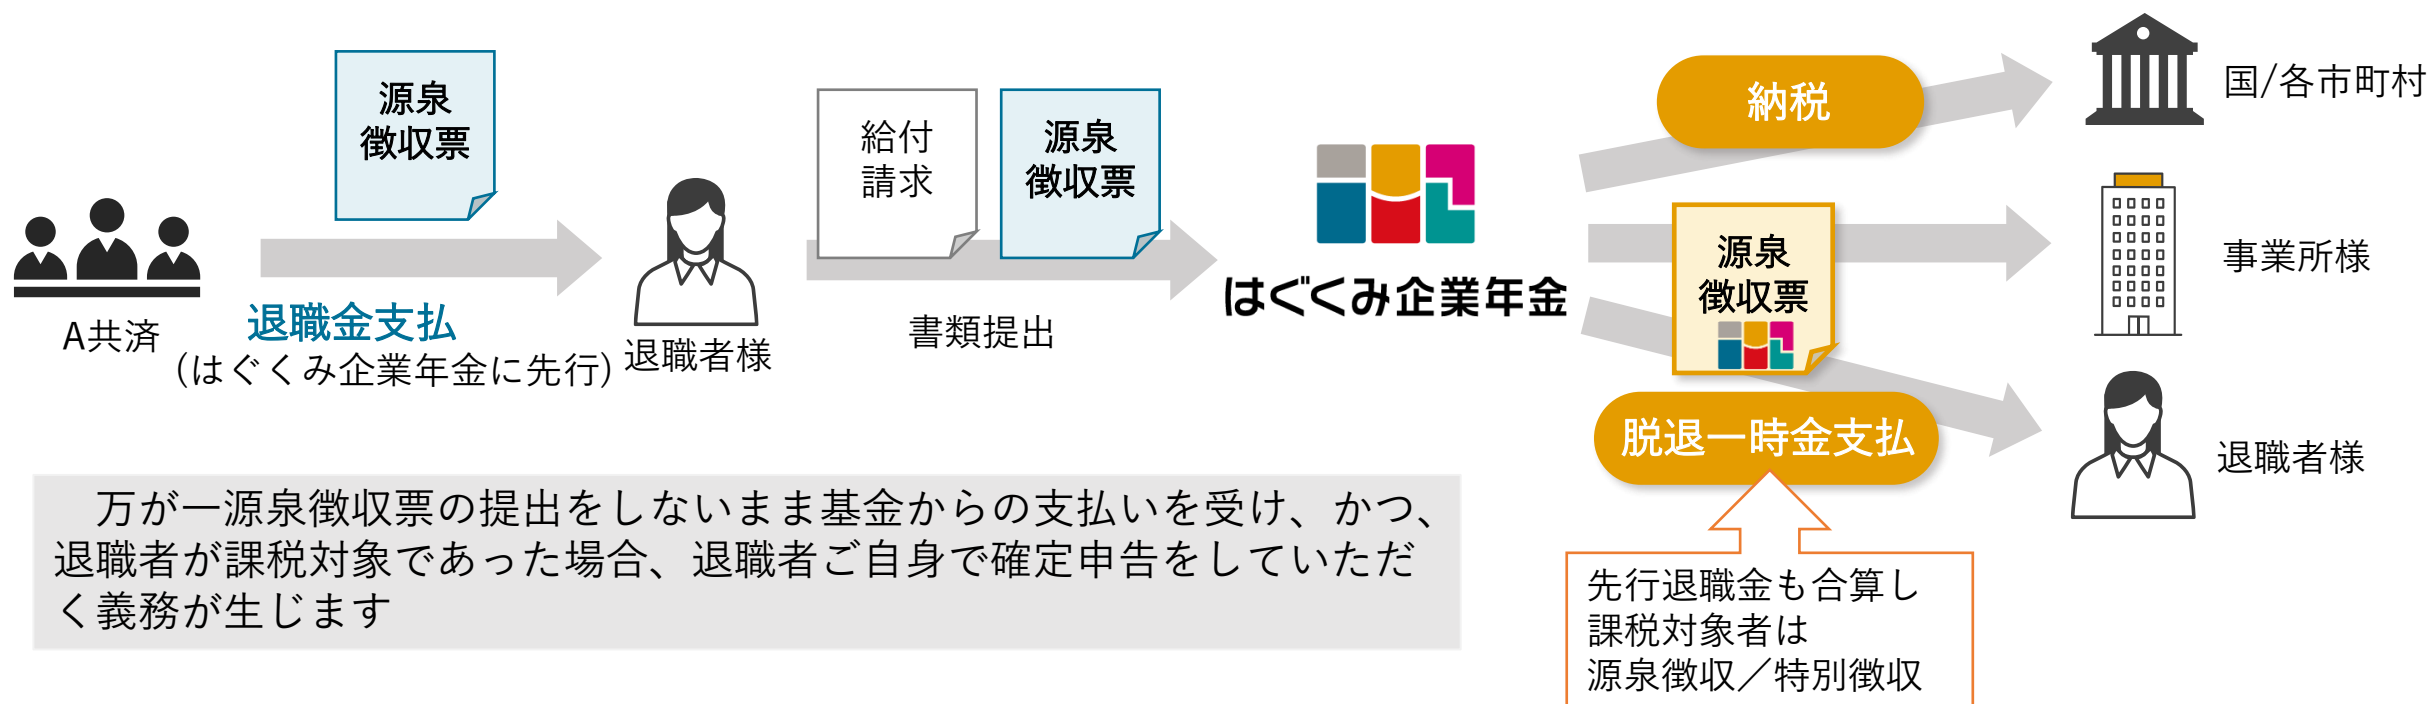 源泉
徴収票
A共済
退職金支払
(はぐくみ企業年金に先行)
退職者様
給付
請求
源泉
徴収票
書類提出
はぐくみ企業年金
納税
国/各市町村
源泉
徴収票
事業所様
脱退一時金支払
退職者様
万が一源泉徴収票の提出をしないまま基金からの支払いを受け、かつ、
退職者が課税対象であった場合、退職者ご自身で確定申告をしていただ
く義務が生じます
先行退職金も合算し
課税対象者は
源泉徴収／特別徴収